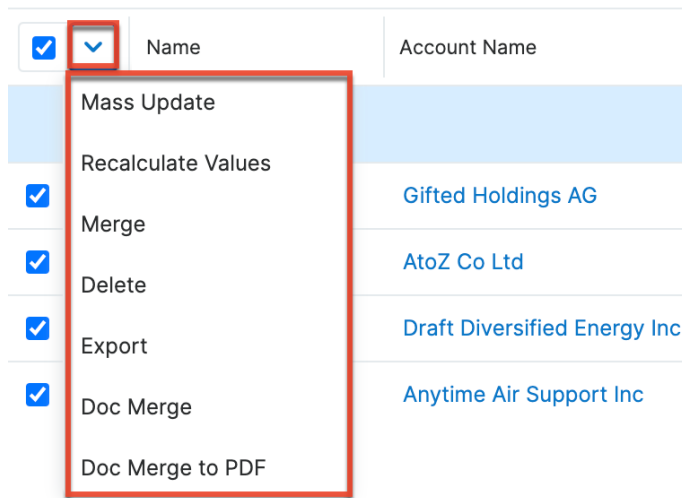 Name Account Name
Mass Update
Recalculate Values
Gifted Holdings AG
Merge
AtoZ Co Ltd
Delete
Draft Diversified Energy Inc
Export
Anytime Air Support Inc
Doc Merge
Doc Merge to PDF